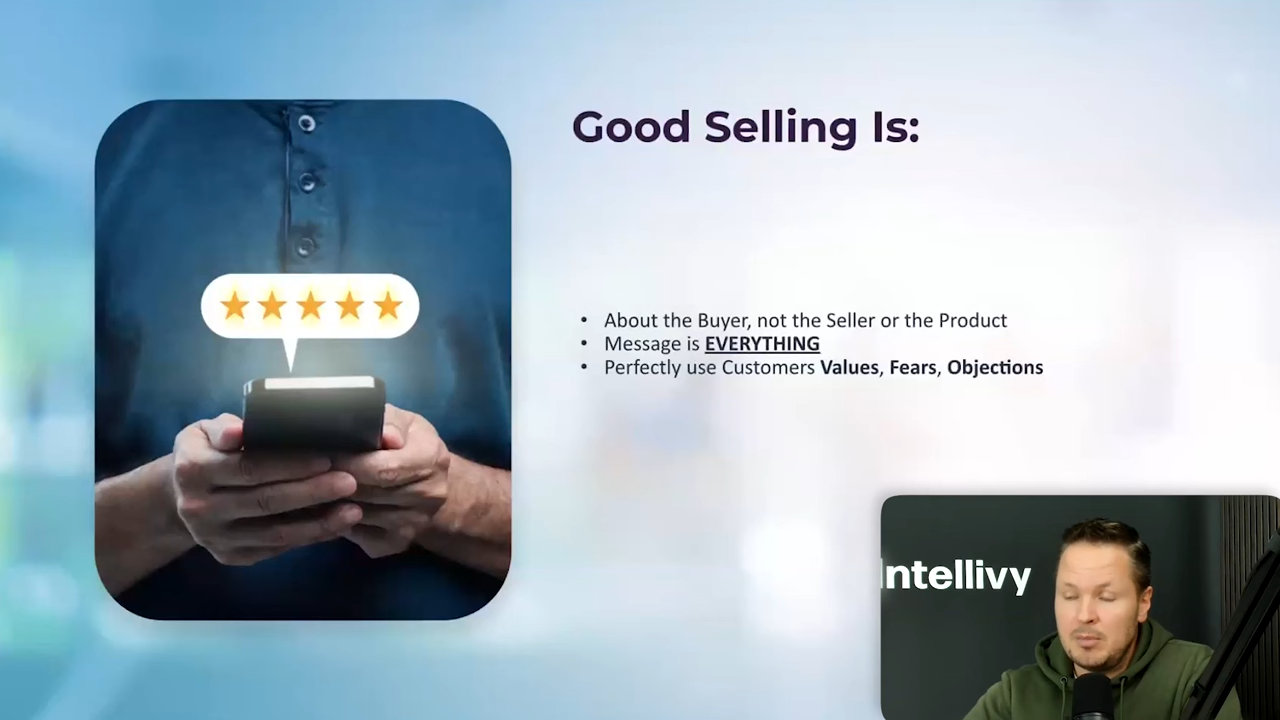 Good Selling Is:
• About the Buyer, not the Seller or the Product
• Message is EVERYTHING
• Perfectly use Customers Values, Fears, Objections
Intellivy